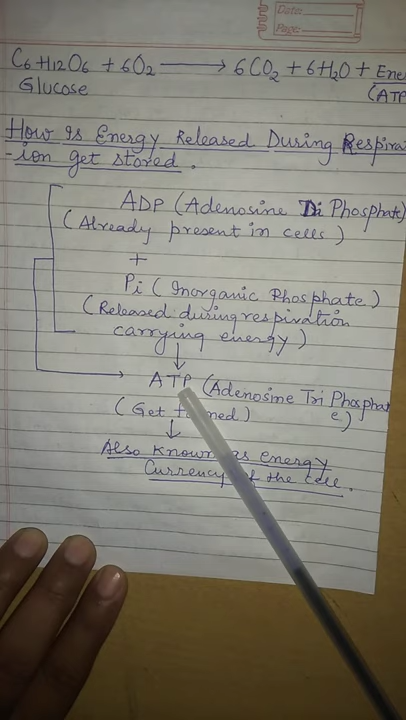 Date:
Page:
C6H12O6 + 6O2 → 6CO2 + 6H2O + Ene
Glucose (ATP
How Is Energy Released During Respirat
-ion get stored.
ADP (Adenosine Di Phosphate)
(Already present in cells)
+
Pi (Inorganic Phosphate)
(Released during respiration
carrying energy)
↓
→ ATP (Adenosine Tri Phosphat
(Get formed) e)
↓
Also known as energy
Currency of the cell.